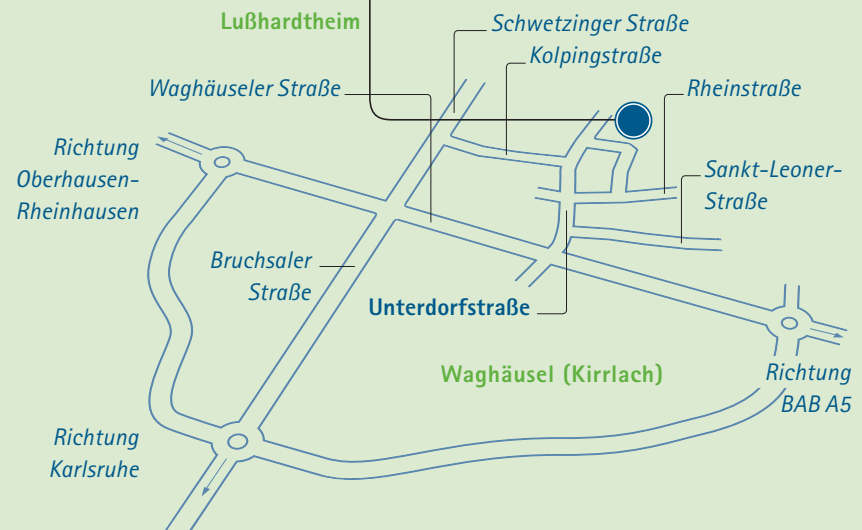 Lußhardtheim
Schwetzinger Straße
Kolpingstraße
Waghäuseler Straße
Rheinstraße
Richtung
Oberhausen-
Rheinhausen
Sankt-Leoner-
Straße
Bruchsaler
Straße
Unterdorfstraße
Waghäusel (Kirrlach)
Richtung
BAB A5
Richtung
Karlsruhe